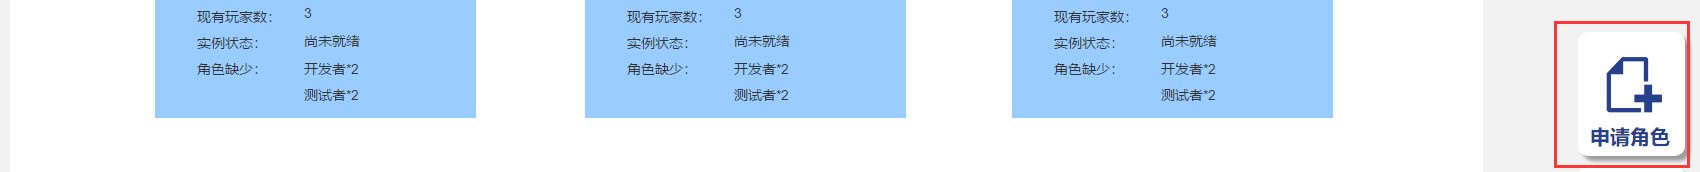 现有玩家数： 3
实例状态： 尚未就绪
角色缺少： 开发者*2
测试者*2
现有玩家数： 3
实例状态： 尚未就绪
角色缺少： 开发者*2
测试者*2
现有玩家数： 3
实例状态： 尚未就绪
角色缺少： 开发者*2
测试者*2
申请角色